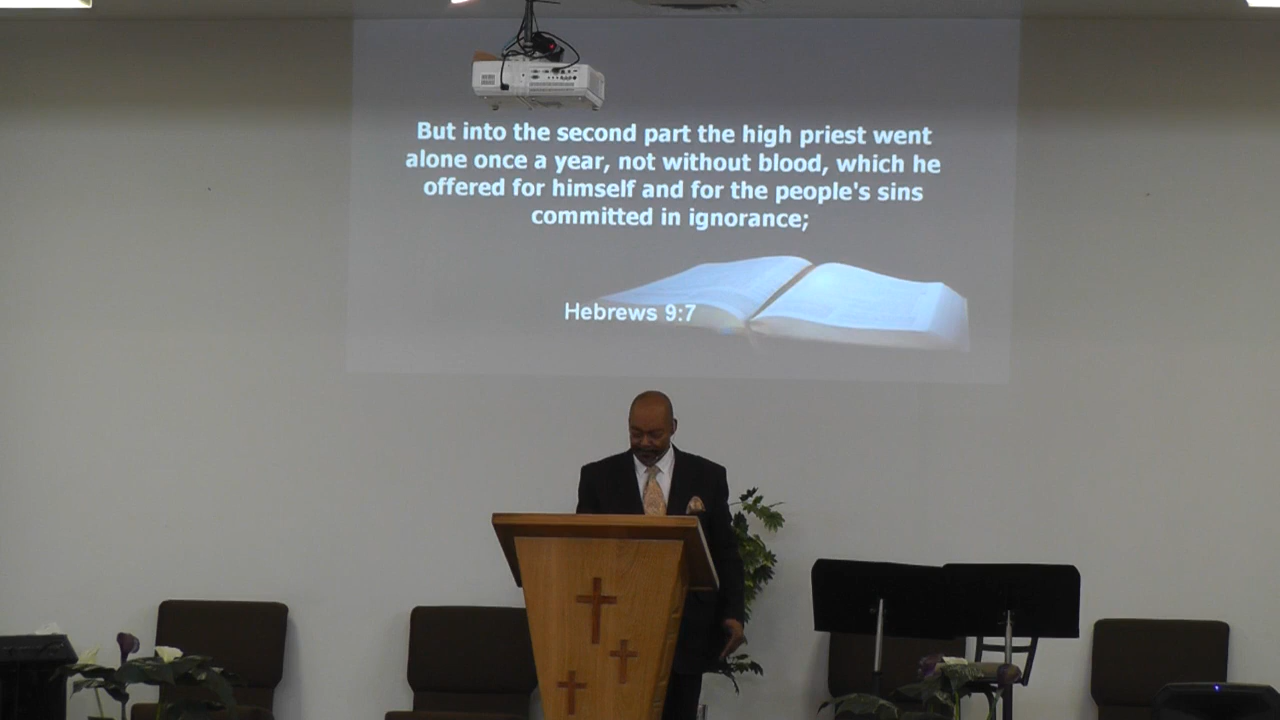 But into the second part the high priest went
alone once a year, not without blood, which he
offered for himself and for the people's sins
committed in ignorance;
Hebrews 9:7